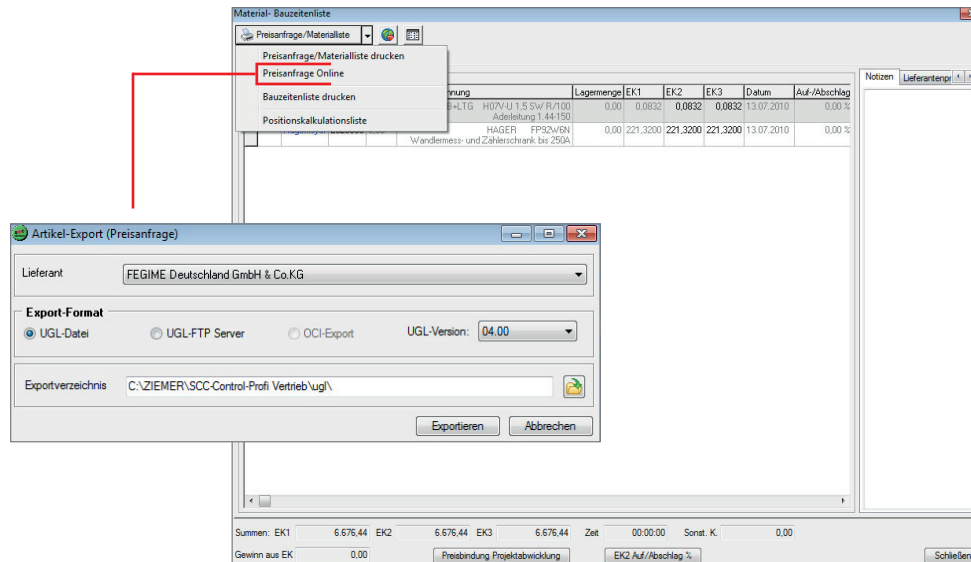 Material- Bauzeitenliste
Preisanfrage/Materialliste
Preisanfrage/Materialliste drucken
Preisanfrage Online
Bauzeitenliste drucken
Positionskalkulationsliste
Notizen Lieferantenpr
Lagermenge EK1 EK2 EK3 Datum Auf-/Abschlag
H07V-U 1,5 SW R/100 0,00 0,0832 0,0832 0,0832 13.07.2010 0,00 %
Aderleitung 1.44-150
HAGER FP92W6N 0,00 221,3200 221,3200 221,3200 13.07.2010 0,00 %
Wandlermess- und Zählerschrank bis 250A
Artikel-Export (Preisanfrage)
Lieferant FEGIME Deutschland GmbH & Co.KG
Export-Format
UGL-Datei UGL-FTP Server OCI-Export UGL-Version: 04.00
Exportverzeichnis C:\ZIEMER\SCC-Control-Profi Vertrieb\ugl\
Exportieren Abbrechen
Summen: EK1 6.676,44 EK2 6.676,44 EK3 6.676,44 Zeit 00:00:00 Sonst. K. 0,00
Gewinn aus EK 0,00 Preisbindung Projektabwicklung EK2 Auf/Abschlag % Schließen